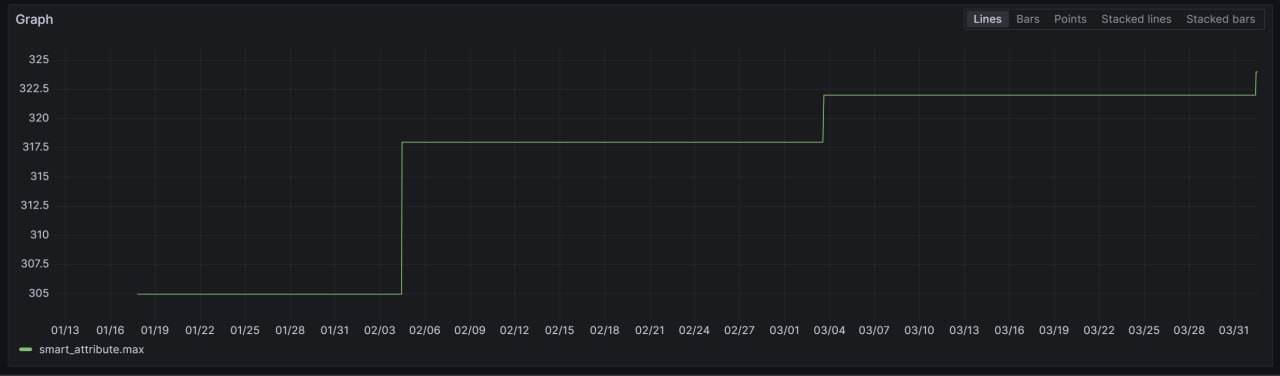 Graph
Lines Bars Points Stacked lines Stacked bars
325
322.5
320
317.5
315
312.5
310
307.5
305
01/13 01/16 01/19 01/22 01/25 01/28 01/31 02/03 02/06 02/09 02/12 02/15 02/18 02/21 02/24 02/27 03/01 03/04 03/07 03/10 03/13 03/16 03/19 03/22 03/25 03/28 03/31
smart_attribute.max